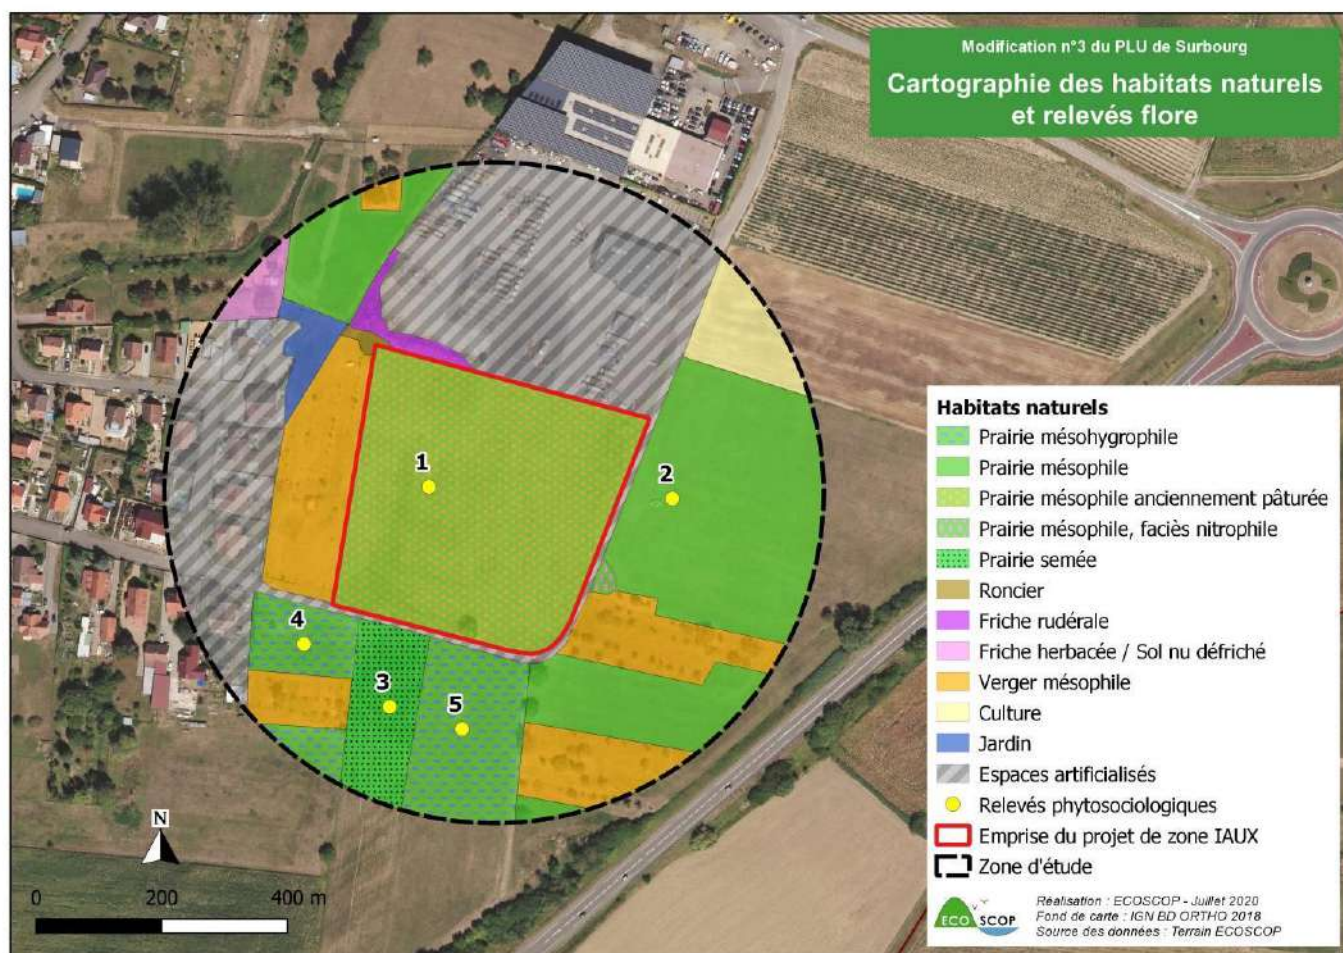 Modification n°3 du PLU de Surbourg
Cartographie des habitats naturels
et relevés flore
1
2
4
3
5
N
0 200 400 m
Habitats naturels
Prairie mésohygrophile
Prairie mésophile
Prairie mésophile anciennement pâturée
Prairie mésophile, faciès nitrophile
Prairie semée
Roncier
Friche rudérale
Friche herbacée / Sol nu défriché
Verger mésophile
Culture
Jardin
Espaces artificialisés
Relevés phytosociologiques
Emprise du projet de zone IAUX
Zone d'étude
ECO SCOP
Réalisation : ECOSCOP - Juillet 2020
Fond de carte : IGN BD ORTHO 2018
Source des données : Terrain ECOSCOP